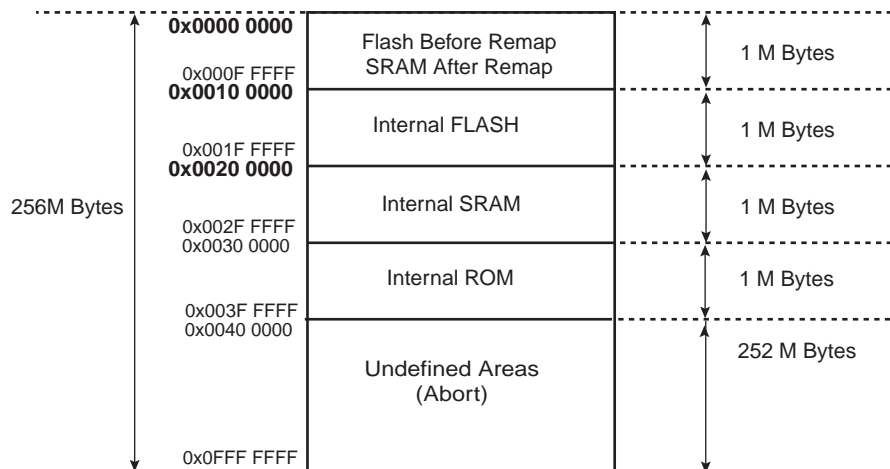 0x0000 0000
Flash Before Remap
SRAM After Remap
1 M Bytes
0x000F FFFF
0x0010 0000
Internal FLASH
1 M Bytes
0x001F FFFF
0x0020 0000
256M Bytes
Internal SRAM
1 M Bytes
0x002F FFFF
0x0030 0000
Internal ROM
1 M Bytes
0x003F FFFF
0x0040 0000
252 M Bytes
Undefined Areas
(Abort)
0x0FFF FFFF